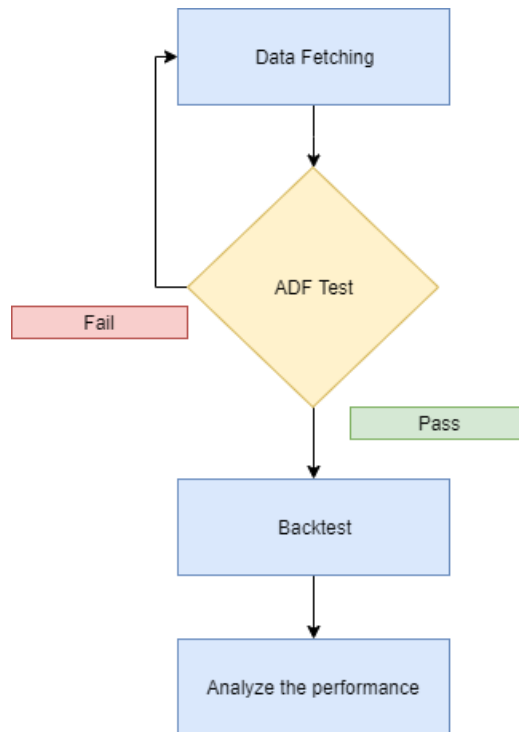 Data Fetching
ADF Test
Fail
Pass
Backtest
Analyze the performance